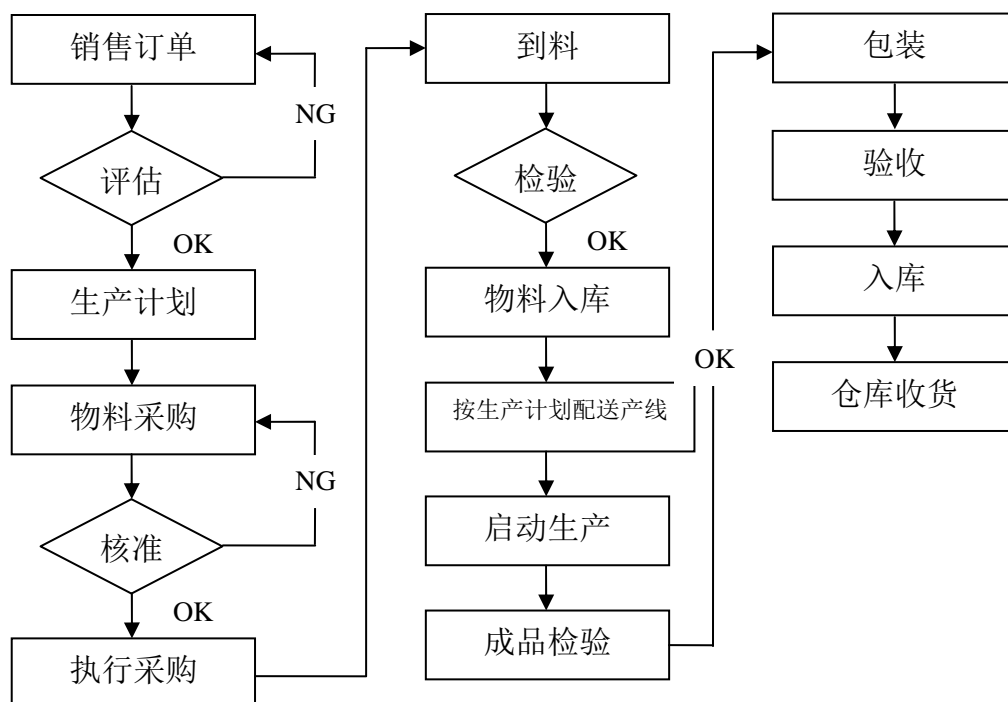 销售订单
NG
评估
OK
生产计划
物料采购
NG
核准
OK
执行采购
到料
检验
OK
物料入库
按生产计划配送产线
启动生产
成品检验
OK
包装
验收
入库
仓库收货